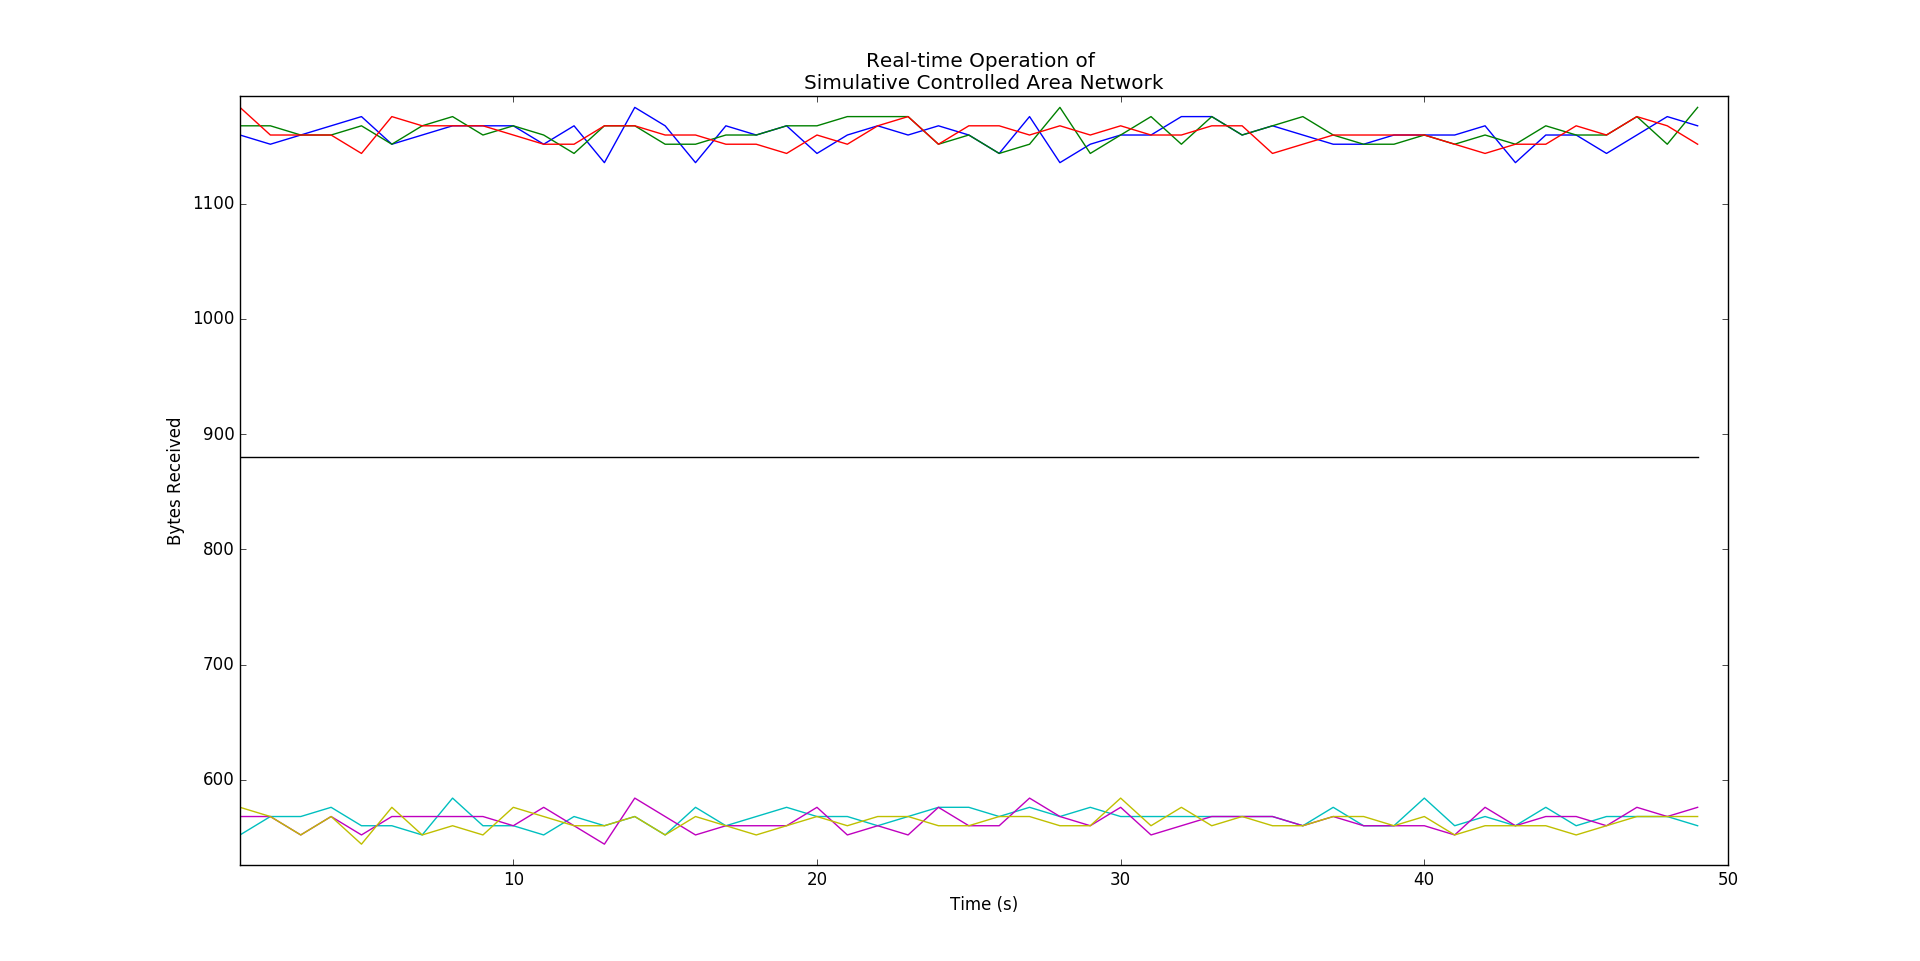 Real-time Operation of
Simulative Controlled Area Network
1100
1000
900
800
700
600
Bytes Received
10 20 30 40 50
Time (s)